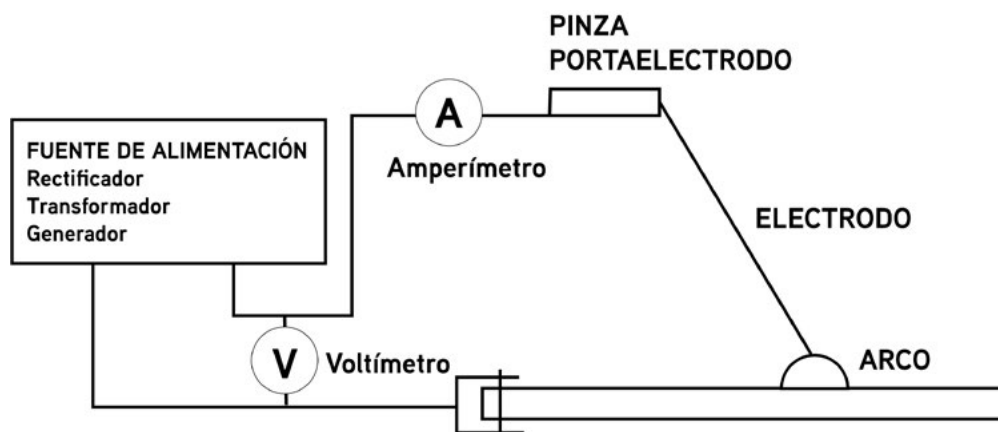 PINZA
PORTAELECTRODO
A
Amperímetro
FUENTE DE ALIMENTACIÓN
Rectificador
Transformador
Generador
ELECTRODO
V
Voltímetro
ARCO